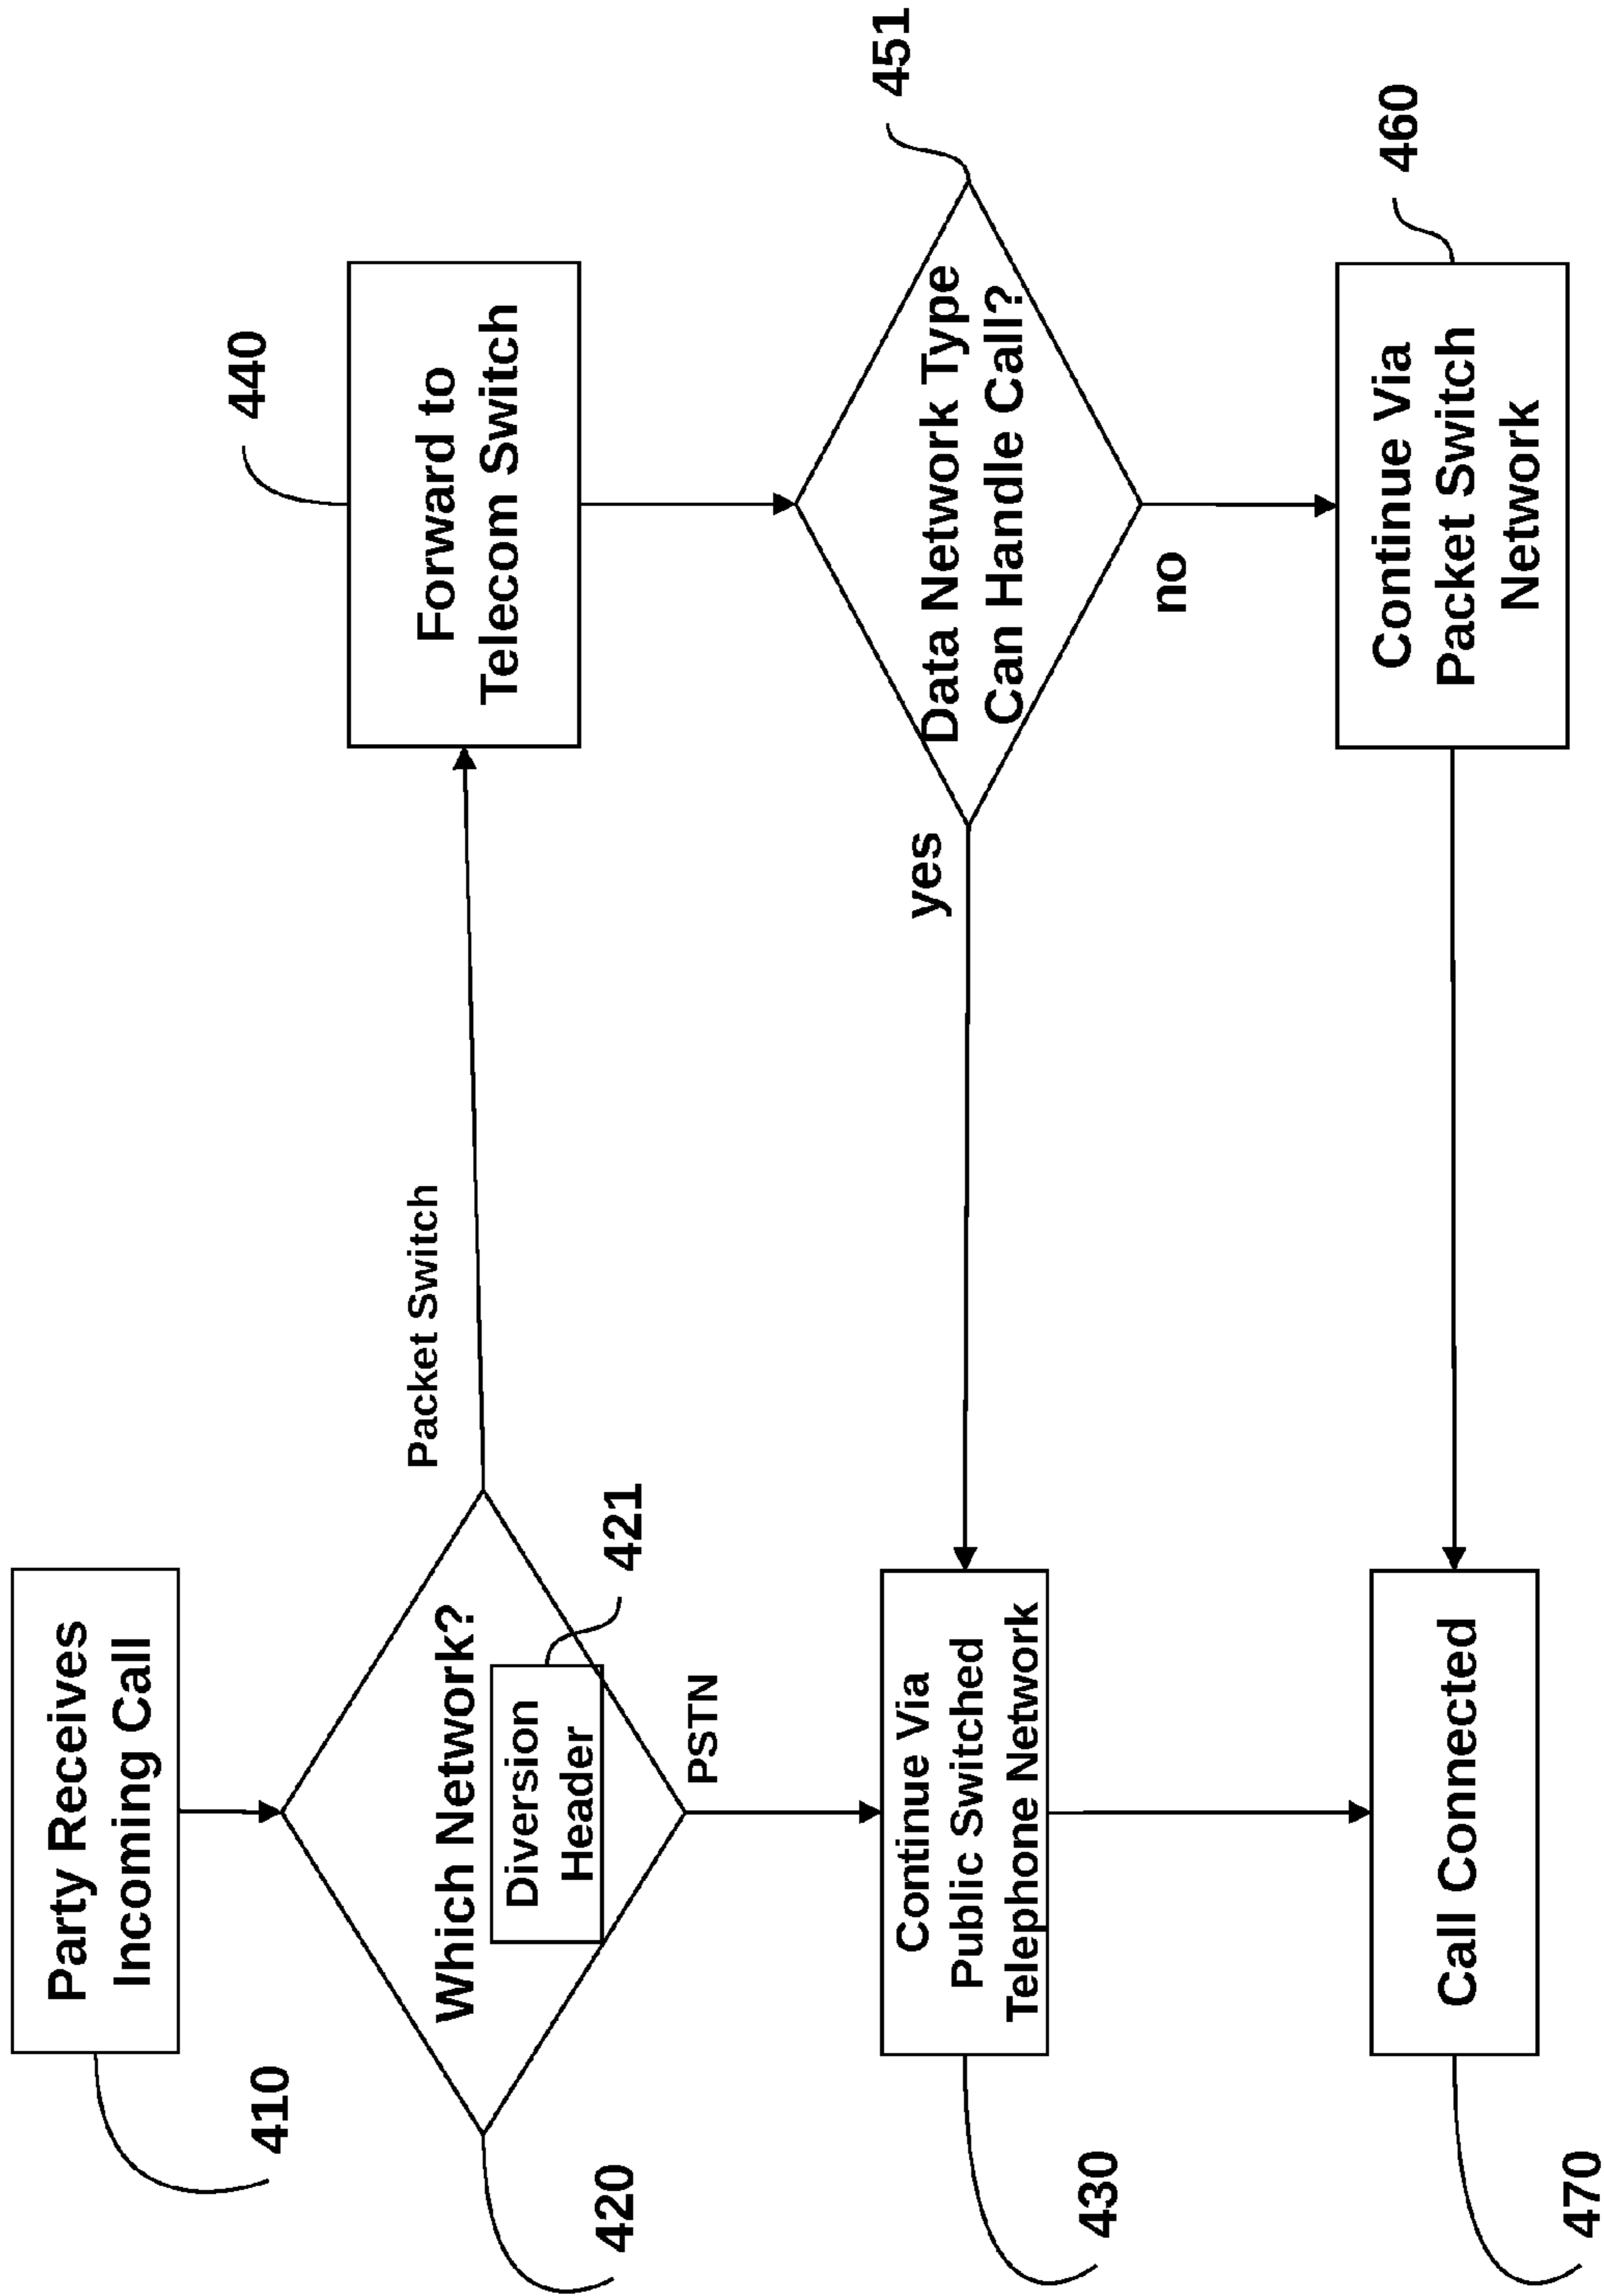 410
Party Receives
Incoming Call
420
Which Network?
Diversion
Header
421
Packet Switch
PSTN
440
Forward to
Telecom Switch
451
Data Network Type
Can Handle Call?
yes
no
430
Continue Via
Public Switched
Telephone Network
460
Continue Via
Packet Switch
Network
470
Call Connected